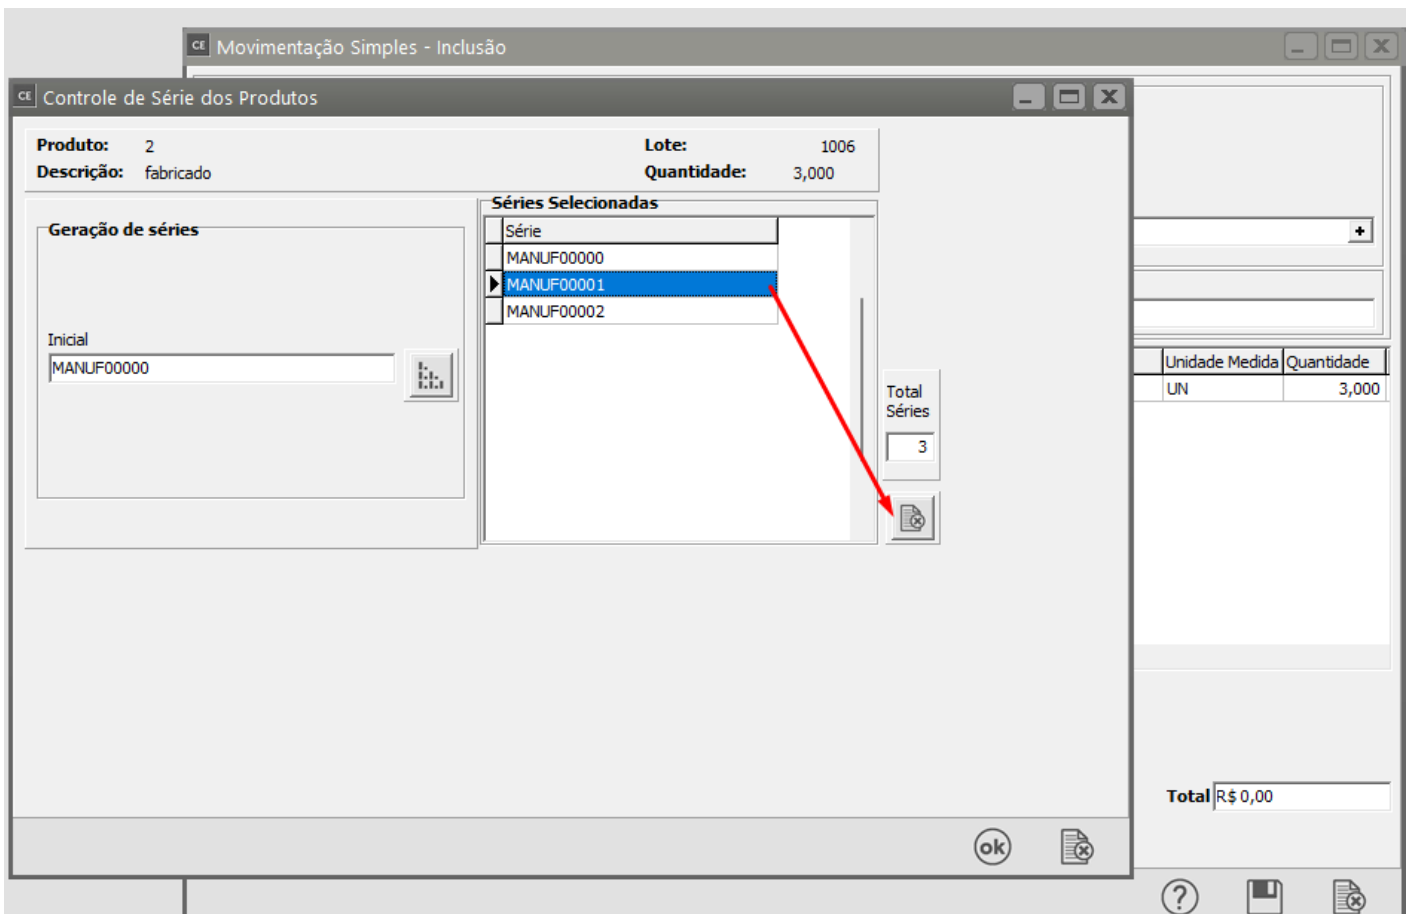 CE Movimentação Simples - Inclusão
CE Controle de Série dos Produtos
Produto: 2 Lote: 1006
Descrição: fabricado Quantidade: 3,000
Séries Selecionadas
Geração de séries
Série
MANUF00000
MANUF00001
MANUF00002
Inicial
MANUF00000
Total
Séries
3
Unidade Medida Quantidade
UN 3,000
Total R$ 0,00
ok
?